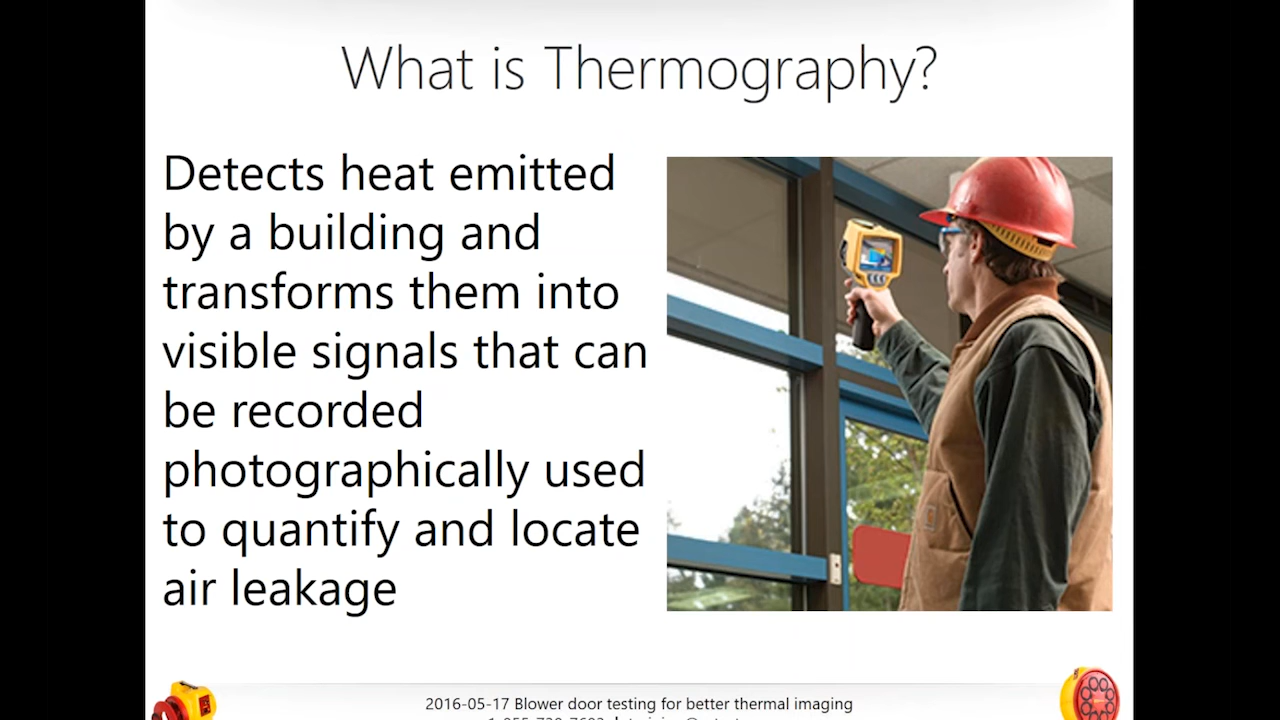 What is Thermography?
Detects heat emitted
by a building and
transforms them into
visible signals that can
be recorded
photographically used
to quantify and locate
air leakage
2016-05-17 Blower door testing for better thermal imaging